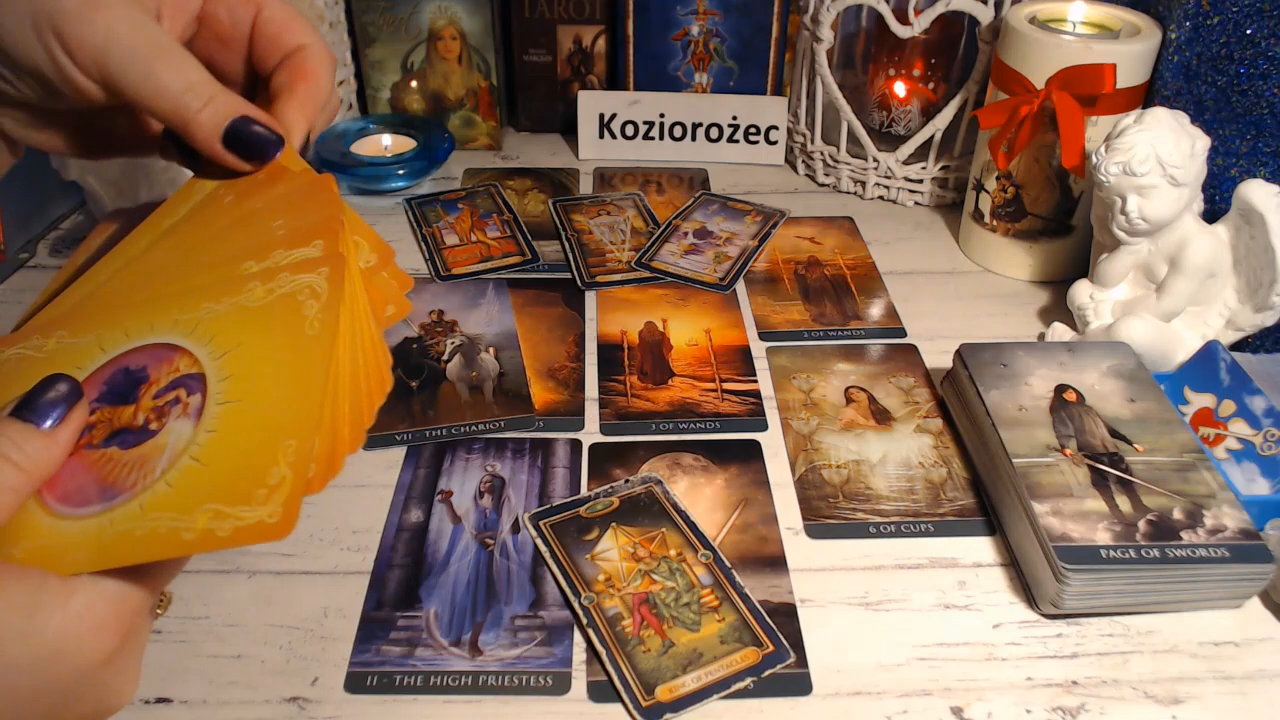 Tarot
TAROT
Koziorożec
2 OF WANDS
VII - THE CHARIOT
3 OF WANDS
6 OF CUPS
PAGE OF SWORDS
II - THE HIGH PRIESTESS
KING OF PENTACLES